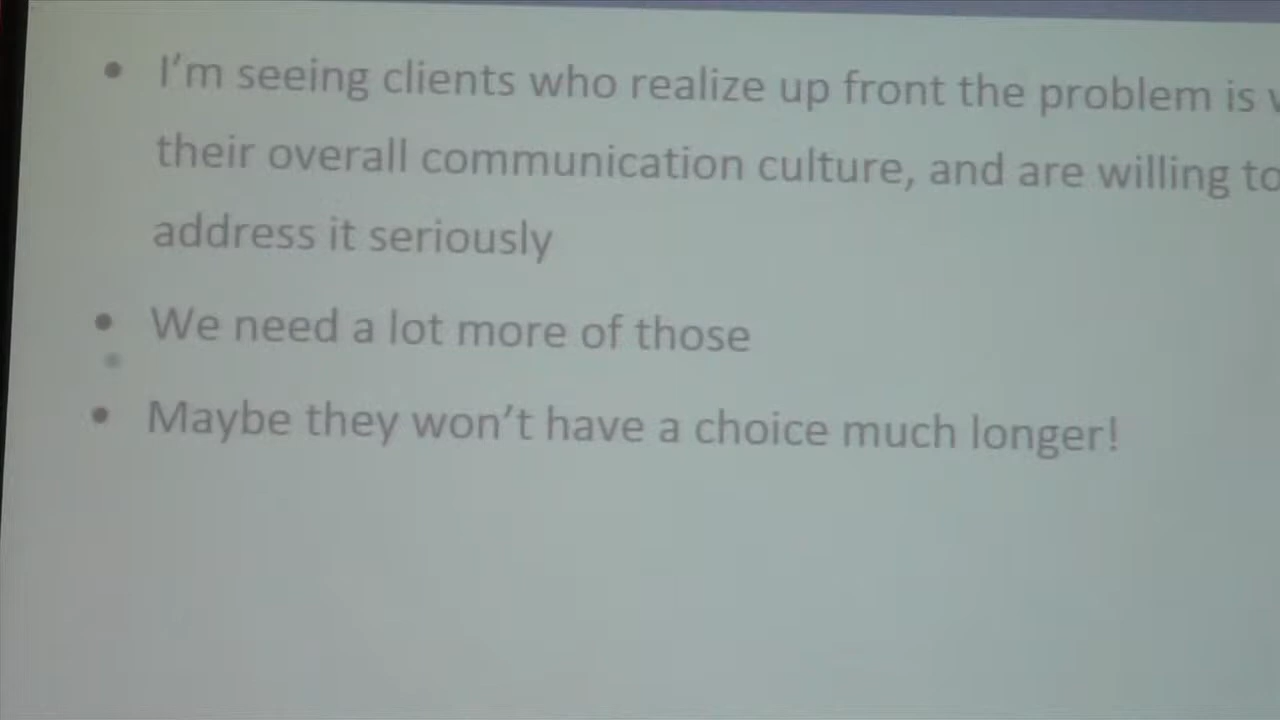 • I'm seeing clients who realize up front the problem is
their overall communication culture, and are willing to
address it seriously
• We need a lot more of those
• Maybe they won't have a choice much longer!